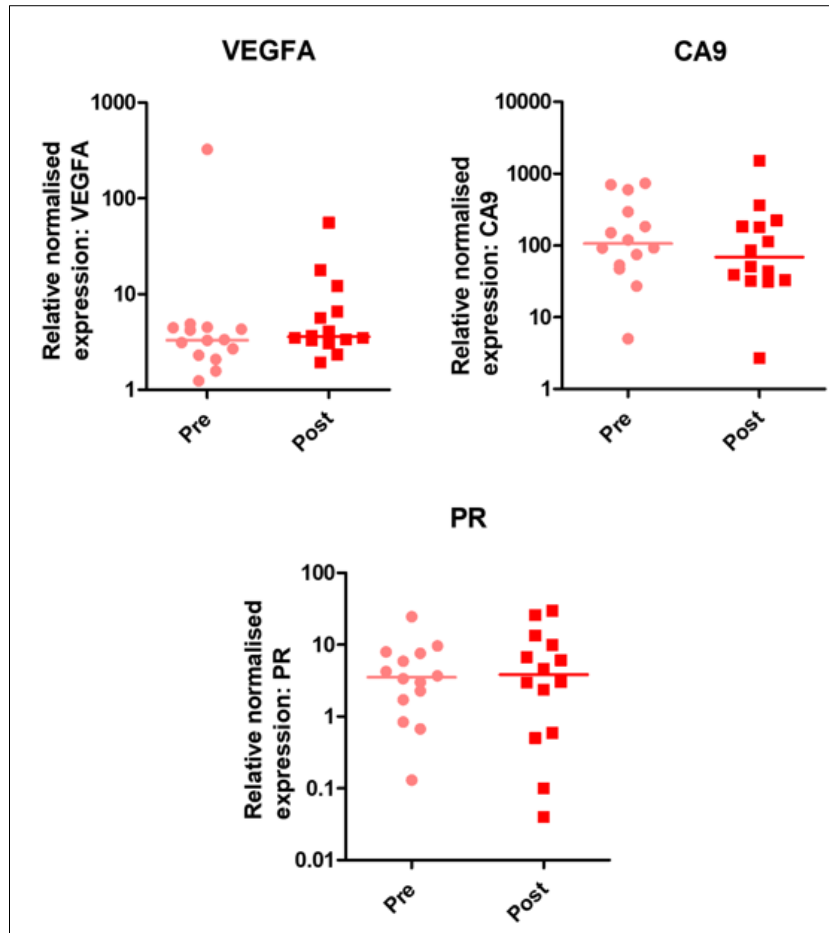 VEGFA
Relative normalised
expression: VEGFA
1000
100
10
1
Pre
Post
CA9
Relative normalised
expression: CA9
10000
1000
100
10
1
Pre
Post
PR
Relative normalised
expression: PR
100
10
1
0.1
0.01
Pre
Post